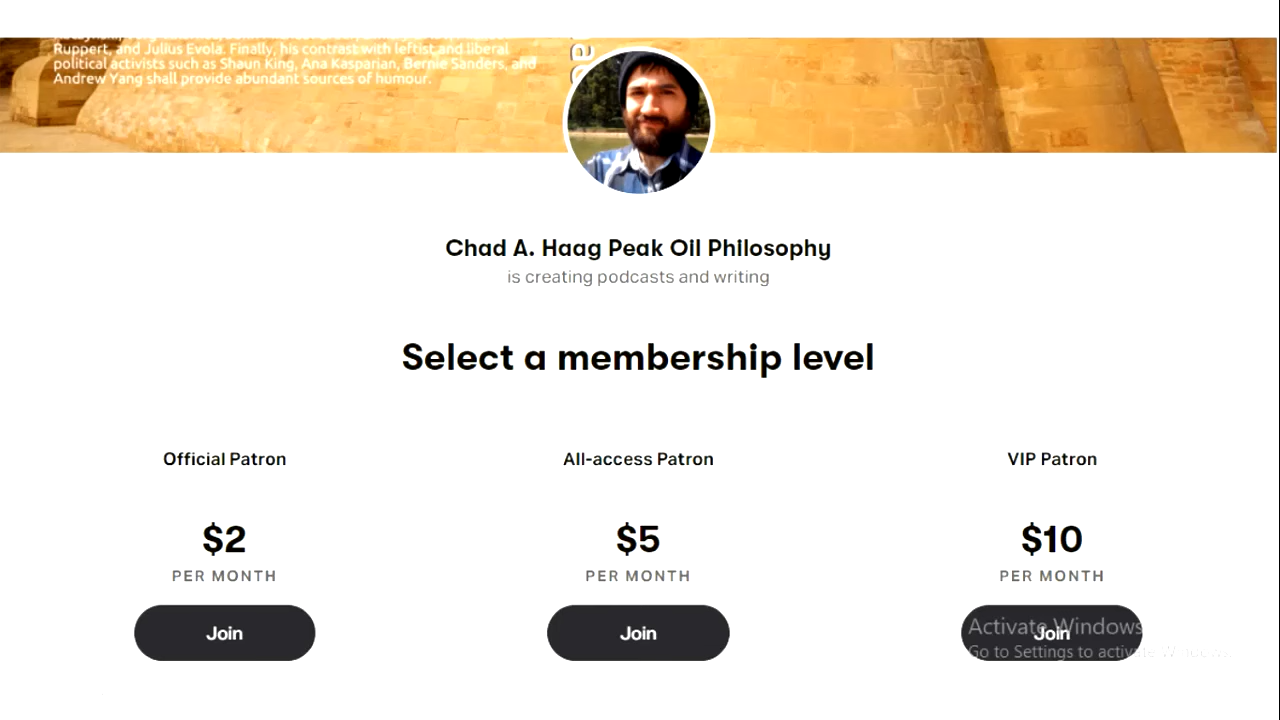 Ruppert, and Julius Evola. Finally, his contrast with leftist and liberal
political activists such as Shaun King, Ana Kasparian, Bernie Sanders, and
Andrew Yang shall provide abundant sources of humour.
Chad A. Haag Peak Oil Philosophy
is creating podcasts and writing
Select a membership level
Official Patron
All-access Patron
VIP Patron
$2
$5
$10
PER MONTH
PER MONTH
PER MONTH
Join
Join
Join
Activate Windows
Go to Settings to activate Windows.